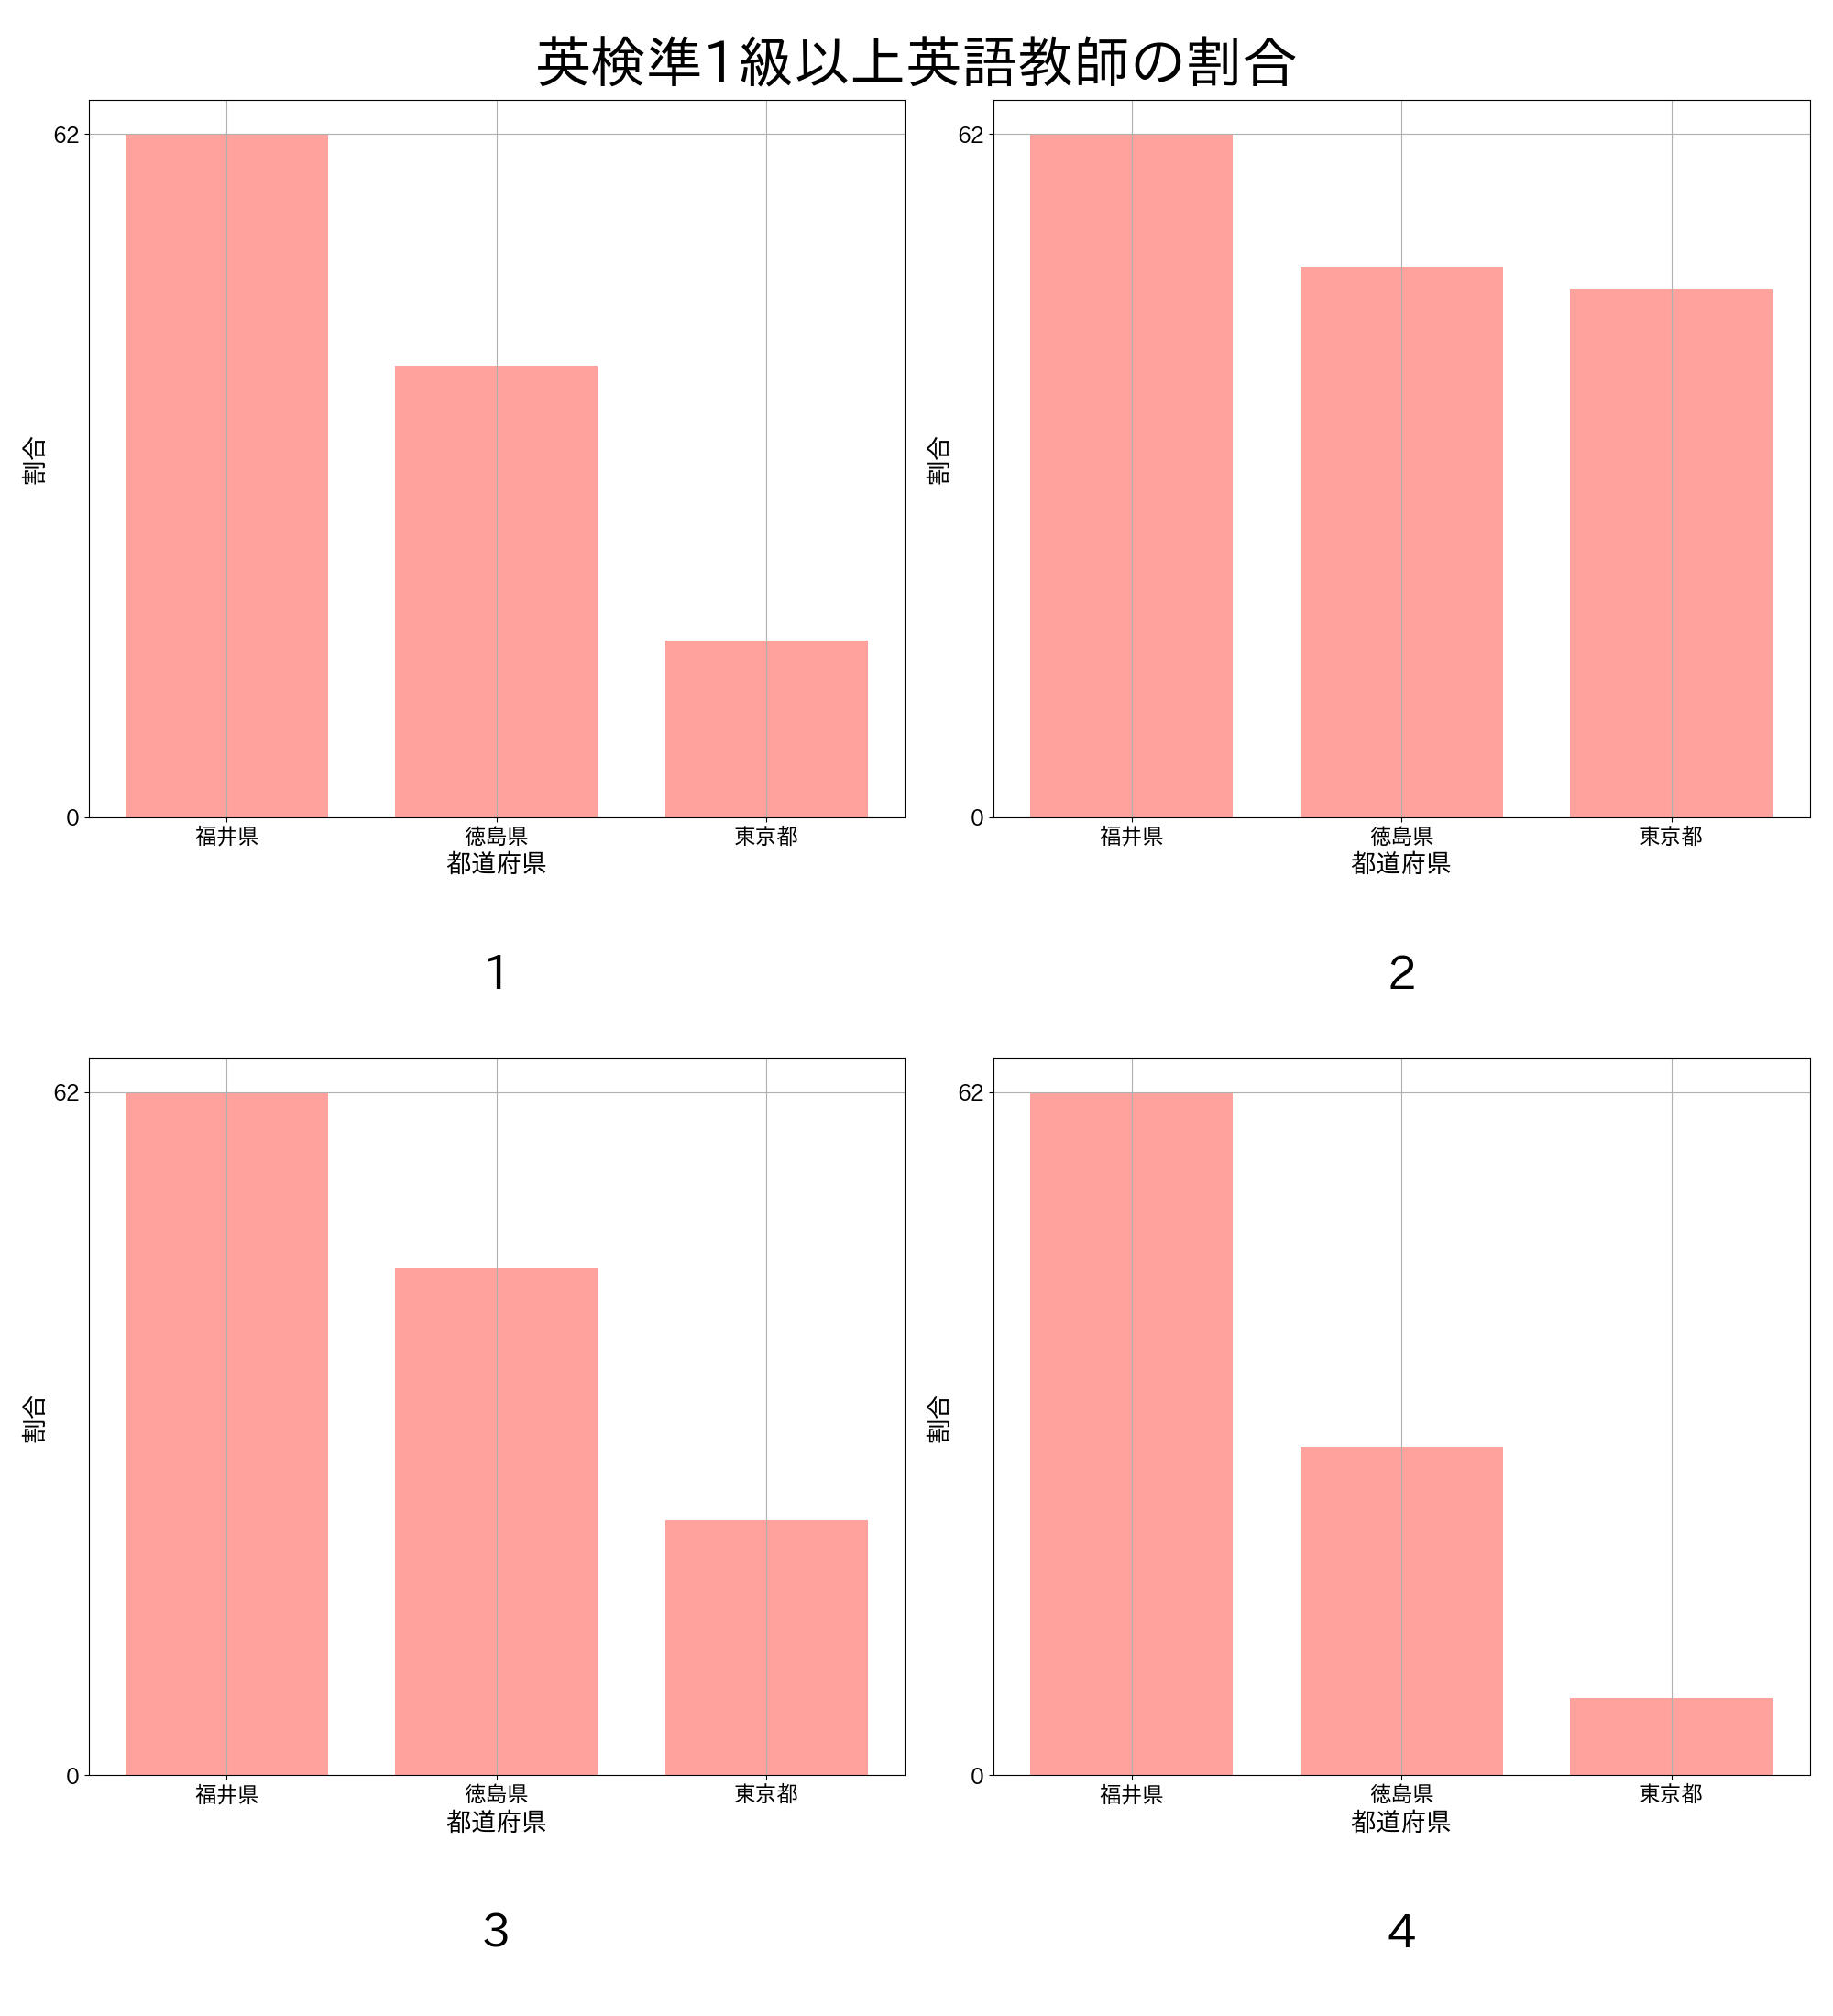 英検準1級以上英語教師の割合
62
割合
0
福井県 徳島県 東京都
都道府県
1
62
割合
0
福井県 徳島県 東京都
都道府県
2
62
割合
0
福井県 徳島県 東京都
都道府県
3
62
割合
0
福井県 徳島県 東京都
都道府県
4